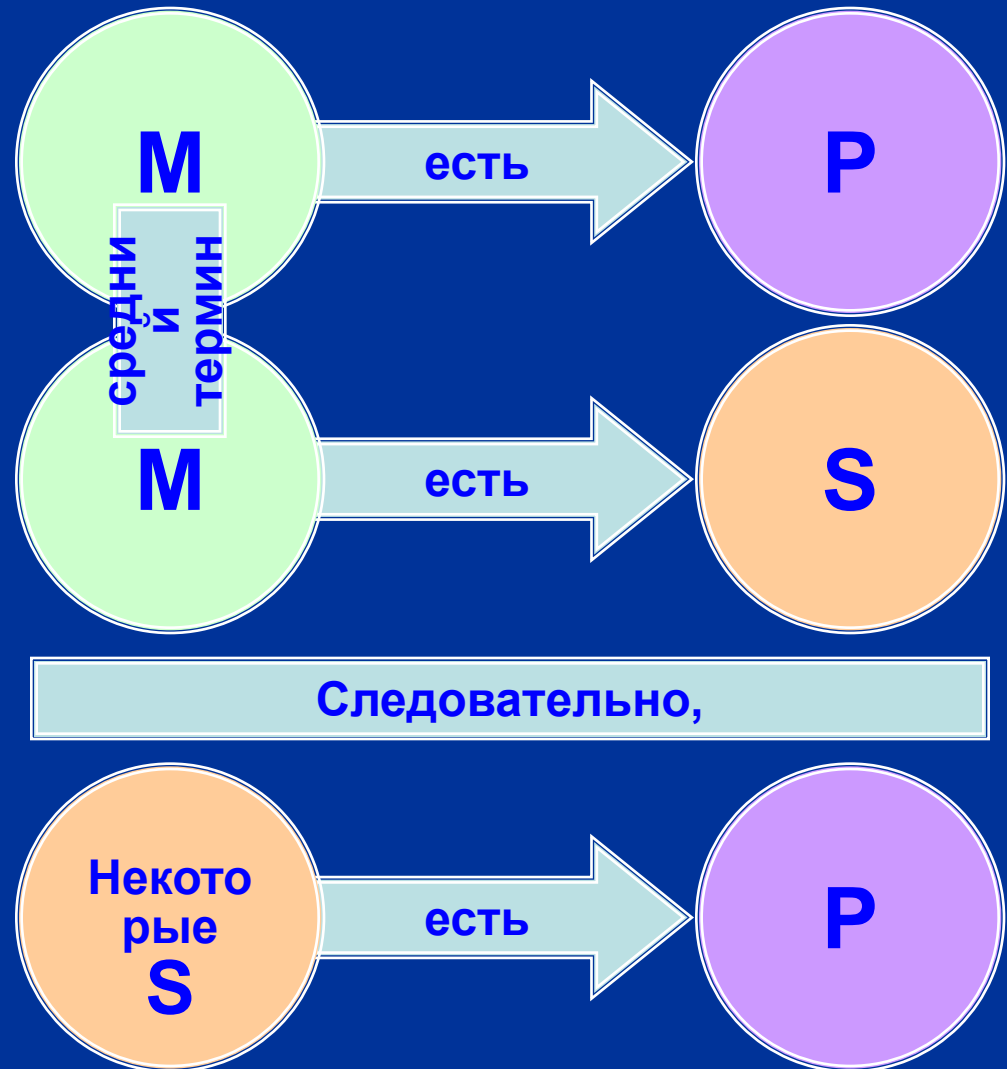 М
есть
Р
средни
й
термин
М
есть
S
Следовательно,
Некото
рые
S
есть
Р